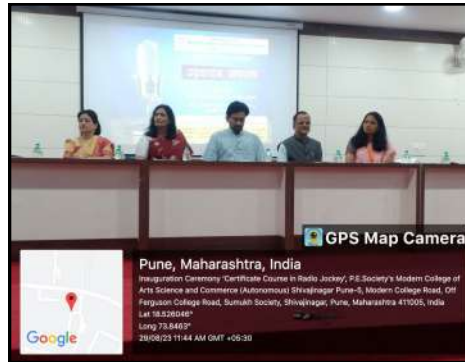 GPS Map Camera
Pune, Maharashtra, India
Inauguration Ceremony 'Certificate Course in Radio Jockey', P.E.Society's Modern College of
Arts Science and Commerce (Autonomous) Shivajinagar Pune-5, Modern College Road, Off
Ferguson College Road, Sumukh Society, Shivajinagar, Pune, Maharashtra 411005, India
Lat 18.526046°
Long 73.8463°
29/08/23 11:44 AM GMT +05:30
Google